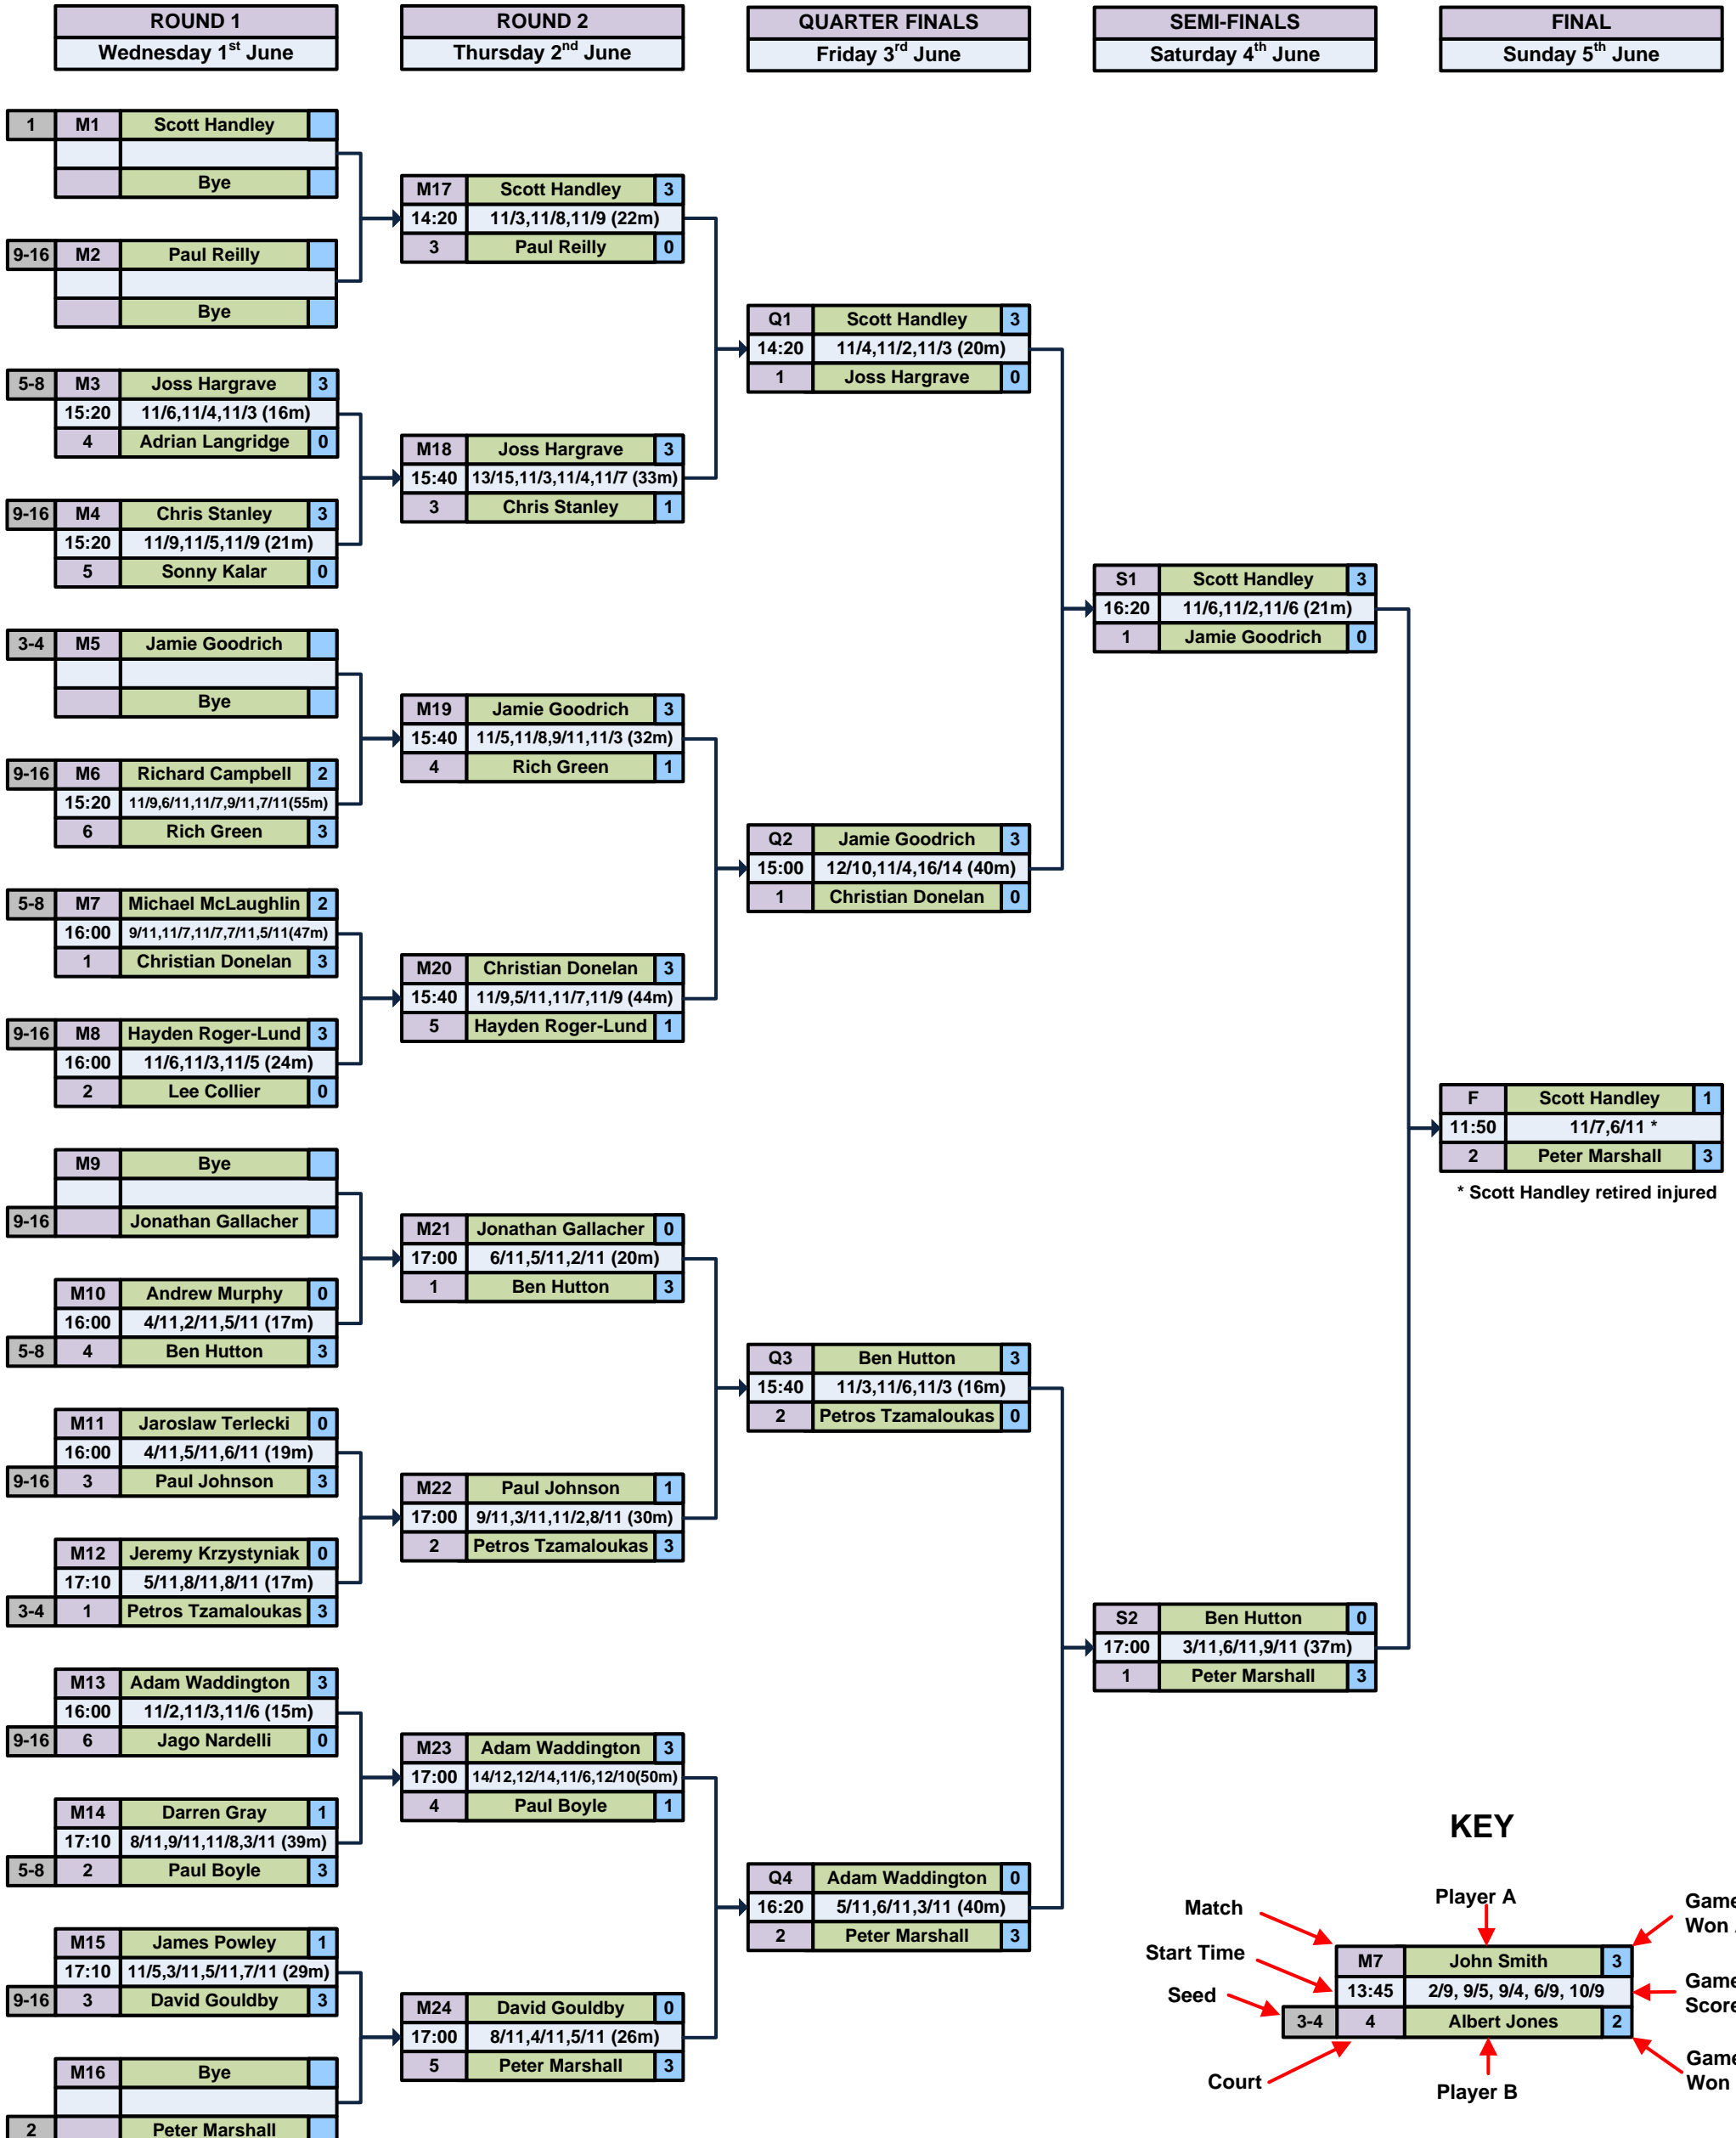 ROUND 1
Wednesday 1st June
ROUND 2
Thursday 2nd June
QUARTER FINALS
Friday 3rd June
SEMI-FINALS
Saturday 4th June
FINAL
Sunday 5th June
1 M1 Scott Handley
Bye
9-16 M2 Paul Reilly
Bye
5-8 M3 Joss Hargrave 3
15:20 11/6,11/4,11/3 (16m)
4 Adrian Langridge 0
9-16 M4 Chris Stanley 3
15:20 11/9,11/5,11/9 (21m)
5 Sonny Kalar 0
3-4 M5 Jamie Goodrich
Bye
9-16 M6 Richard Campbell 2
15:20 11/9,6/11,11/7,9/11,7/11(55m)
6 Rich Green 3
5-8 M7 Michael McLaughlin 2
16:00 9/11,11/7,11/7,7/11,5/11(47m)
1 Christian Donelan 3
9-16 M8 Hayden Roger-Lund 3
16:00 11/6,11/3,11/5 (24m)
2 Lee Collier 0
M9 Bye
9-16 Jonathan Gallacher
M10 Andrew Murphy 0
16:00 4/11,2/11,5/11 (17m)
5-8 4 Ben Hutton 3
M11 Jaroslaw Terlecki 0
16:00 4/11,5/11,6/11 (19m)
9-16 3 Paul Johnson 3
M12 Jeremy Krzystyniak 0
17:10 5/11,8/11,8/11 (17m)
3-4 1 Petros Tzamaloukas 3
M13 Adam Waddington 3
16:00 11/2,11/3,11/6 (15m)
9-16 6 Jago Nardelli 0
M14 Darren Gray 1
17:10 8/11,9/11,11/8,3/11 (39m)
5-8 2 Paul Boyle 3
M15 James Powley 1
17:10 11/5,3/11,5/11,7/11 (29m)
9-16 3 David Gouldby 3
M16 Bye
2 Peter Marshall
M17 Scott Handley 3
14:20 11/3,11/8,11/9 (22m)
3 Paul Reilly 0
M18 Joss Hargrave 3
15:40 13/15,11/3,11/4,11/7 (33m)
3 Chris Stanley 1
M19 Jamie Goodrich 3
15:40 11/5,11/8,9/11,11/3 (32m)
4 Rich Green 1
M20 Christian Donelan 3
15:40 11/9,5/11,11/7,11/9 (44m)
5 Hayden Roger-Lund 1
M21 Jonathan Gallacher 0
17:00 6/11,5/11,2/11 (20m)
1 Ben Hutton 3
M22 Paul Johnson 1
17:00 9/11,3/11,11/2,8/11 (30m)
2 Petros Tzamaloukas 3
M23 Adam Waddington 3
17:00 14/12,12/14,11/6,12/10(50m)
4 Paul Boyle 1
M24 David Gouldby 0
17:00 8/11,4/11,5/11 (26m)
5 Peter Marshall 3
Q1 Scott Handley 3
14:20 11/4,11/2,11/3 (20m)
1 Joss Hargrave 0
Q2 Jamie Goodrich 3
15:00 12/10,11/4,16/14 (40m)
1 Christian Donelan 0
Q3 Ben Hutton 3
15:40 11/3,11/6,11/3 (16m)
2 Petros Tzamaloukas 0
Q4 Adam Waddington 0
16:20 5/11,6/11,3/11 (40m)
2 Peter Marshall 3
S1 Scott Handley 3
16:20 11/6,11/2,11/6 (21m)
1 Jamie Goodrich 0
S2 Ben Hutton 0
17:00 3/11,6/11,9/11 (37m)
1 Peter Marshall 3
F Scott Handley 1
11:50 11/7,6/11 *
2 Peter Marshall 3
* Scott Handley retired injured
KEY
Match
Player A
Game
Won
Start Time
M7 John Smith 3
13:45 2/9, 9/5, 9/4, 6/9, 10/9
Game
Score
Seed
3-4 4 Albert Jones 2
Court
Player B
Game
Won